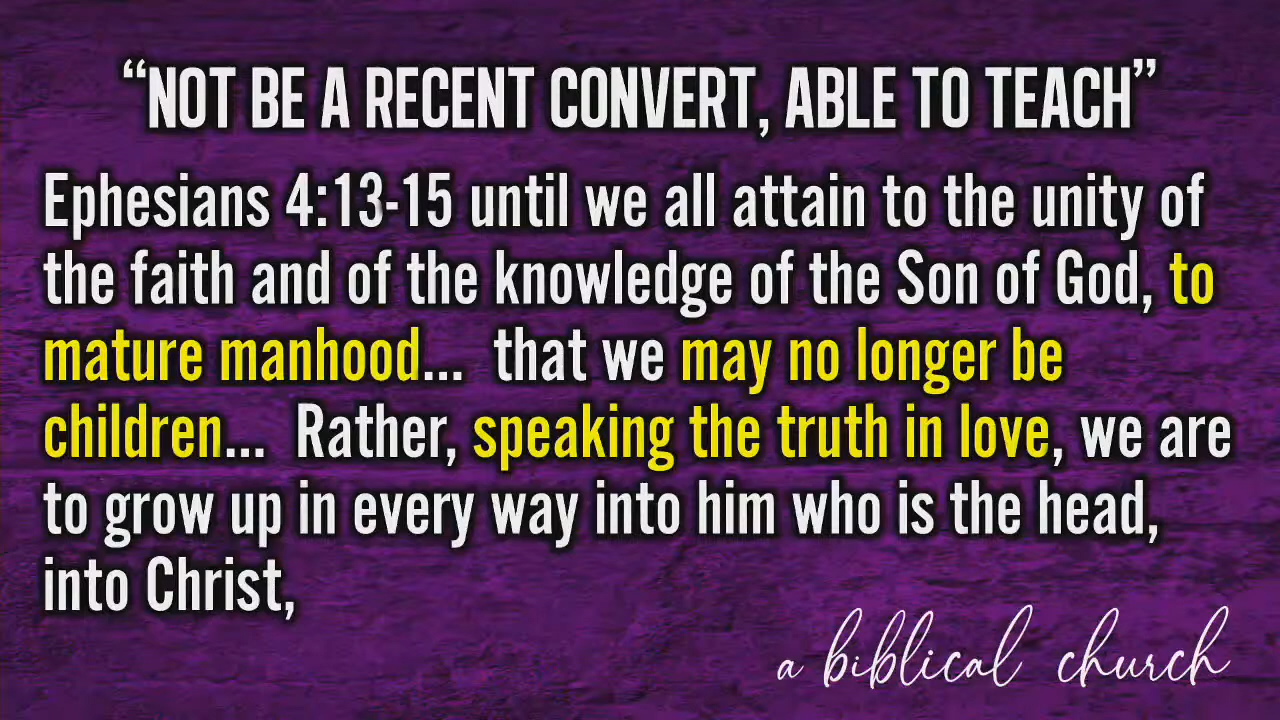 “NOT BE A RECENT CONVERT, ABLE TO TEACH”
Ephesians 4:13-15 until we all attain to the unity of
the faith and of the knowledge of the Son of God, to
mature manhood... that we may no longer be
children... Rather, speaking the truth in love, we are
to grow up in every way into him who is the head,
into Christ,
a biblical church